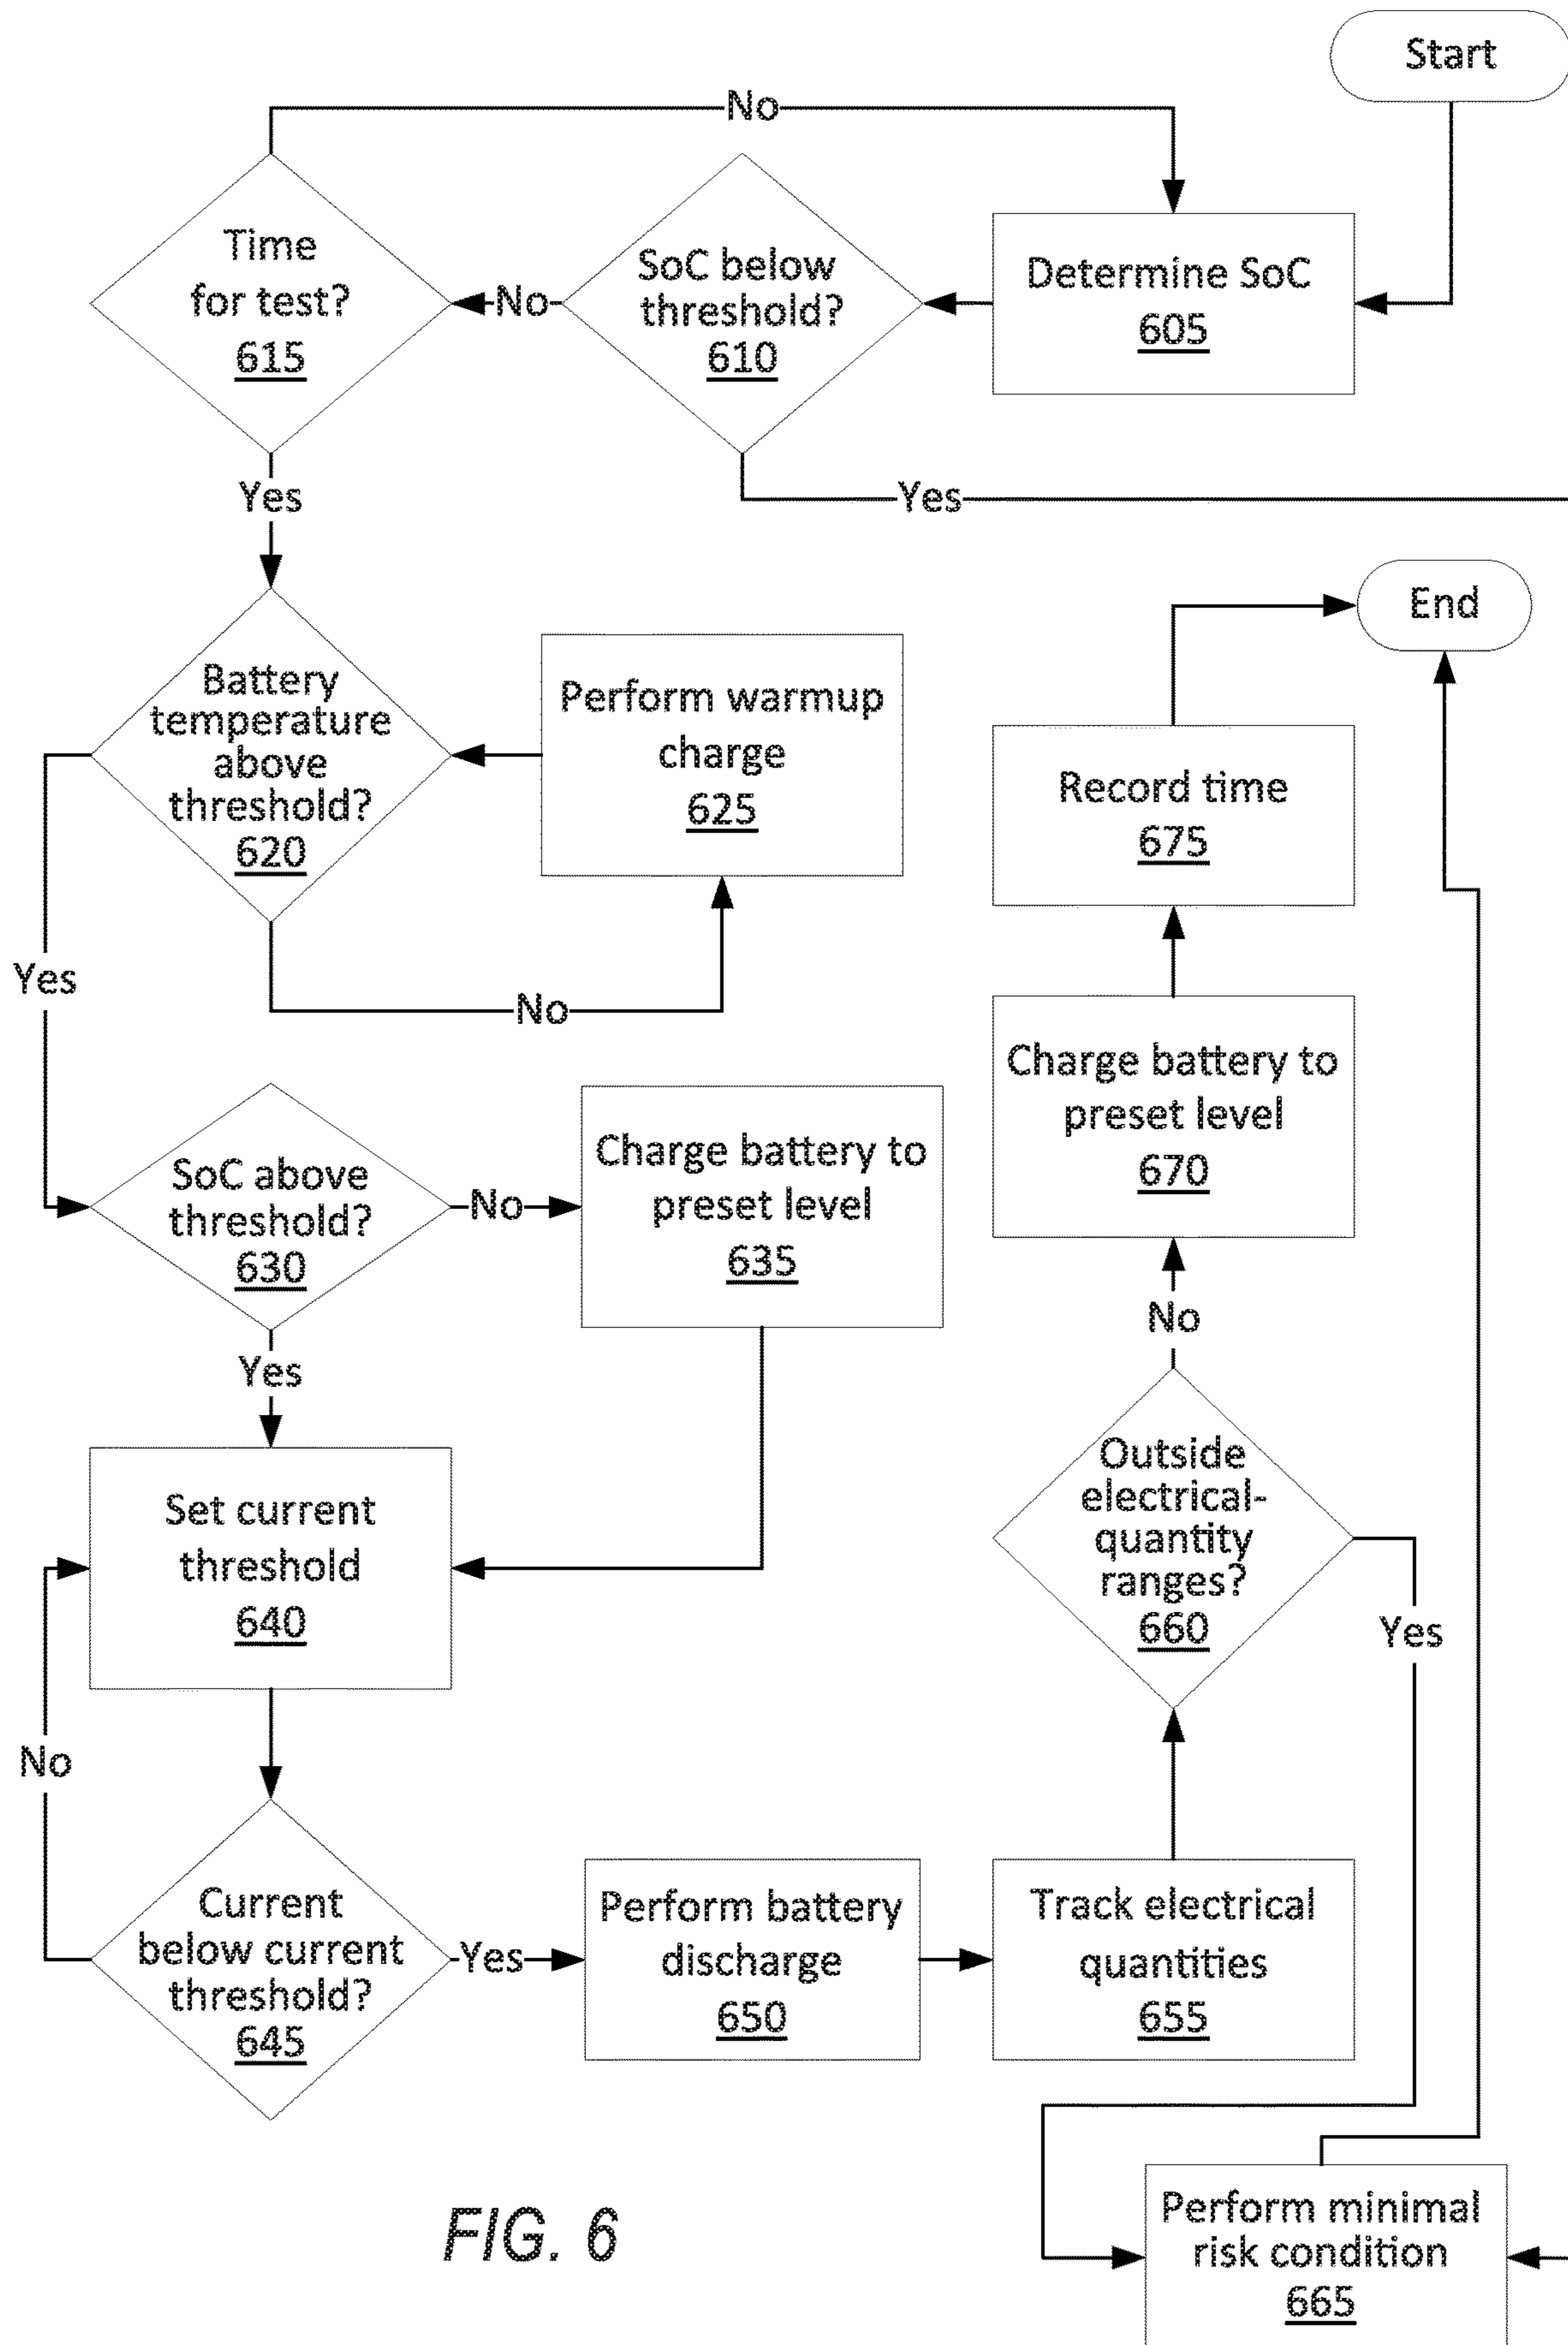 Start
No
Time
for test?
615
No
SoC below
threshold?
610
Determine SoC
605
Yes
Yes
End
Battery
temperature
above
threshold?
620
Perform warmup
charge
625
Record time
675
Yes
No
Charge battery to
preset level
670
SoC above
threshold?
630
No
Charge battery to
preset level
635
No
Yes
Outside
electrical-
quantity
ranges?
660
Yes
Set current
threshold
640
No
Current
below current
threshold?
645
Yes
Perform battery
discharge
650
Track electrical
quantities
655
Perform minimal
risk condition
665
FIG. 6